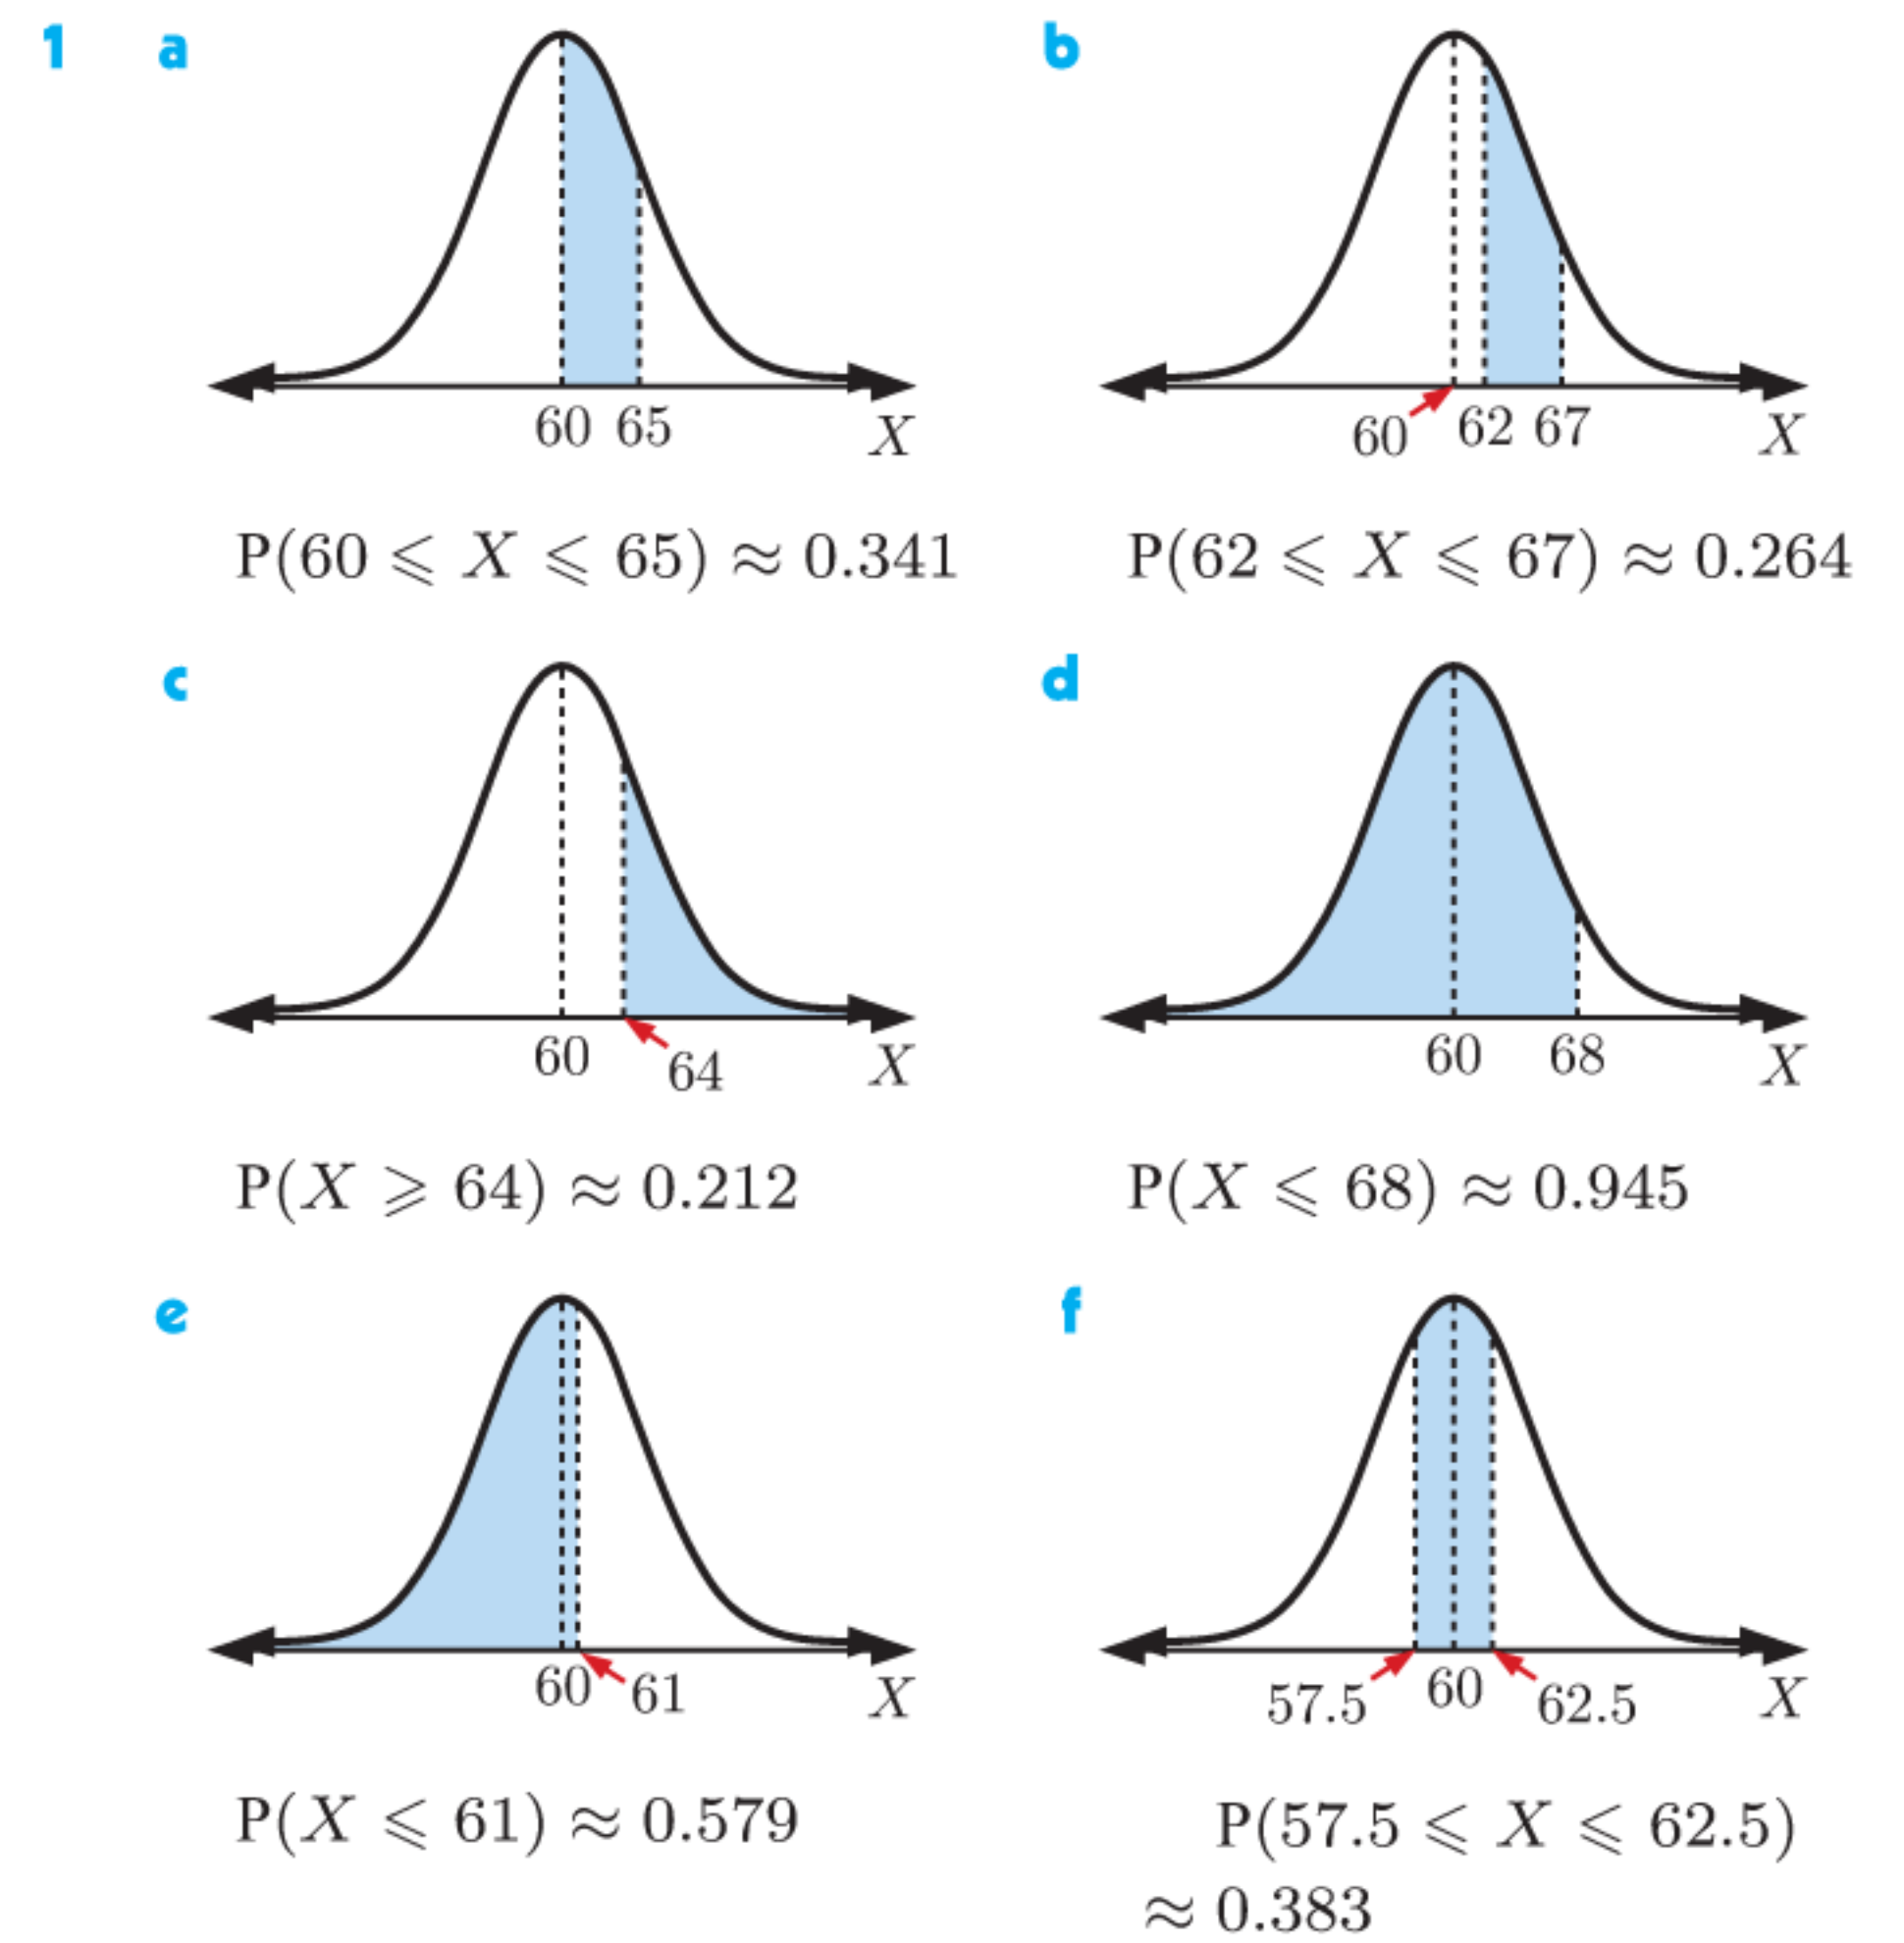 1 a b
60 65 X 60 62 67 X
P(60 ⩽ X ⩽ 65) ≈ 0.341 P(62 ⩽ X ⩽ 67) ≈ 0.264
c d
60 64 X 60 68 X
P(X ⩾ 64) ≈ 0.212 P(X ⩽ 68) ≈ 0.945
e f
60 61 X 57.5 60 62.5 X
P(X ⩽ 61) ≈ 0.579 P(57.5 ⩽ X ⩽ 62.5)
≈ 0.383